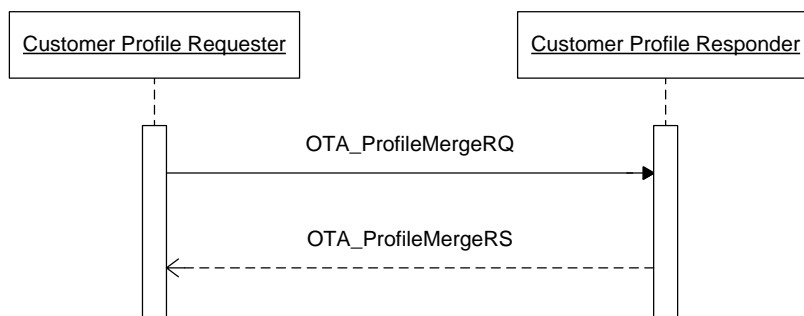 Customer Profile Requester
Customer Profile Responder
OTA_ProfileMergeRQ
OTA_ProfileMergeRS